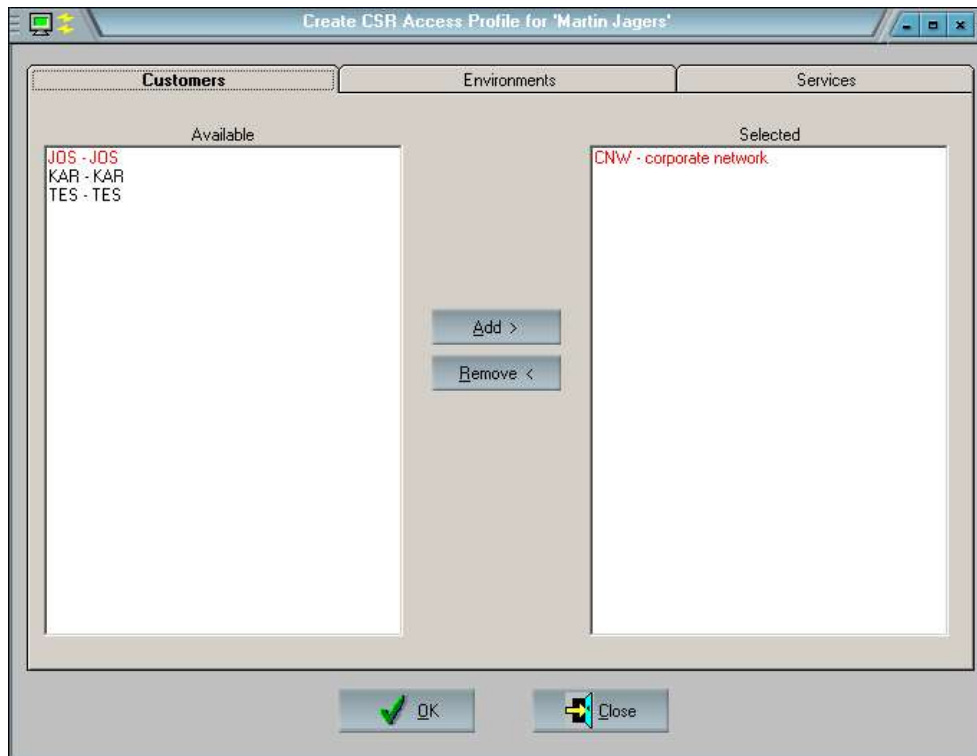 Create CSR Access Profile for 'Martin Jagers'
Customers
Environments
Services
Available
Selected
JOS - JOS
KAR - KAR
TES - TES
CNW - corporate network
Add >
Remove <
OK
Close